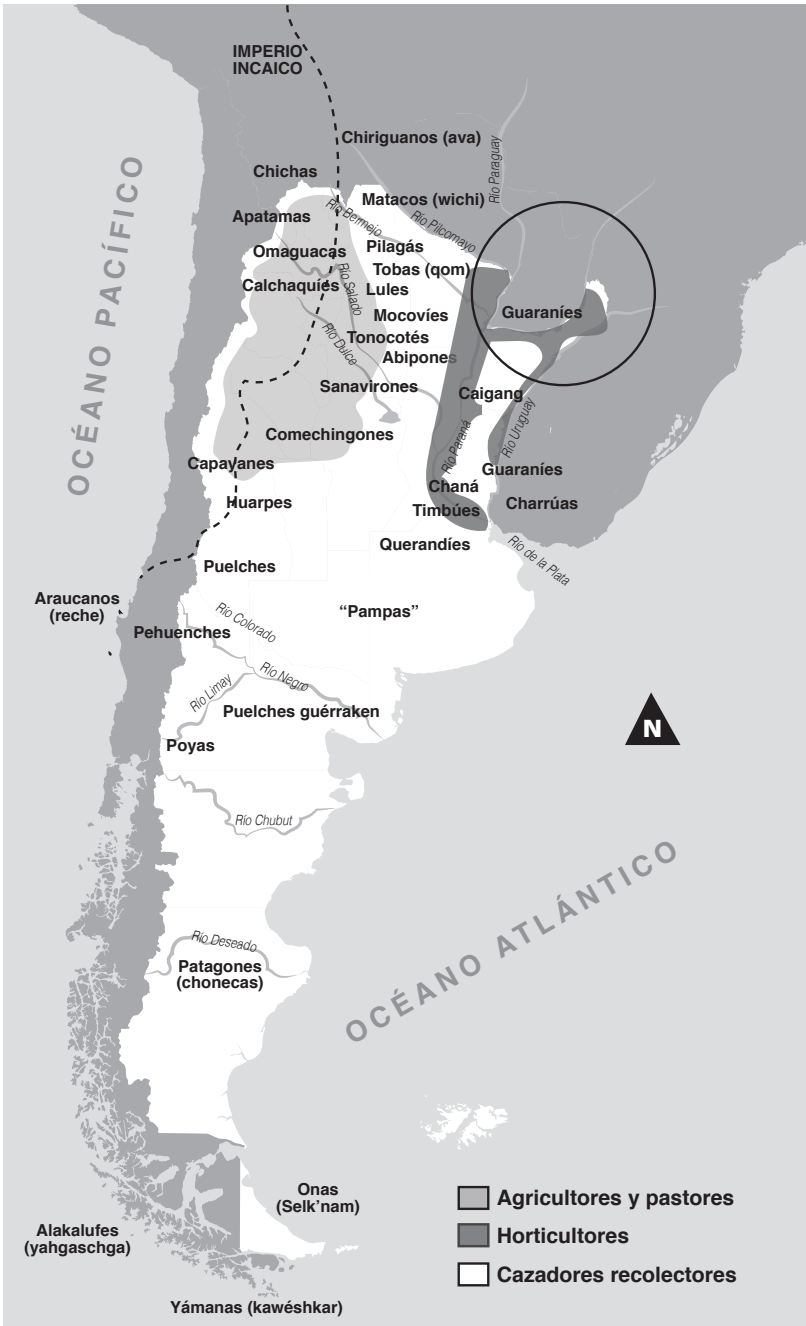 IMPERIO
INCAICO
Chiriguanos (ava)
Río Paraguay
Chichas
Matacos (wichi)
Apatamas
Río Bermejo
Río Pilcomayo
Omaguacas
Pilagás
Tobas (qom)
Calchaquíes
Río Salado
Lules
Guaraníes
Mocovíes
Río Dulce
Tonocotés
Abipones
Sanavirones
Caigang
Río Uruguay
Comechingones
Río Paraná
Capayanes
Guaraníes
Chaná
Huarpes
Timbúes
Charrúas
Querandíes
Río de la Plata
Puelches
Araucanos
(reche)
"Pampas"
Río Colorado
Pehuenches
Río Limay
Río Negro
Puelches guérraken
Poyas
N
Río Chubut
Río Deseado
Patagones
(chonecas)
OCÉANO PACÍFICO
OCÉANO ATLÁNTICO
Onas
(Selk'nam)
Alakalufes
(yahgaschga)
Yámanas (kawéshkar)
Agricultores y pastores
Horticultores
Cazadores recolectores